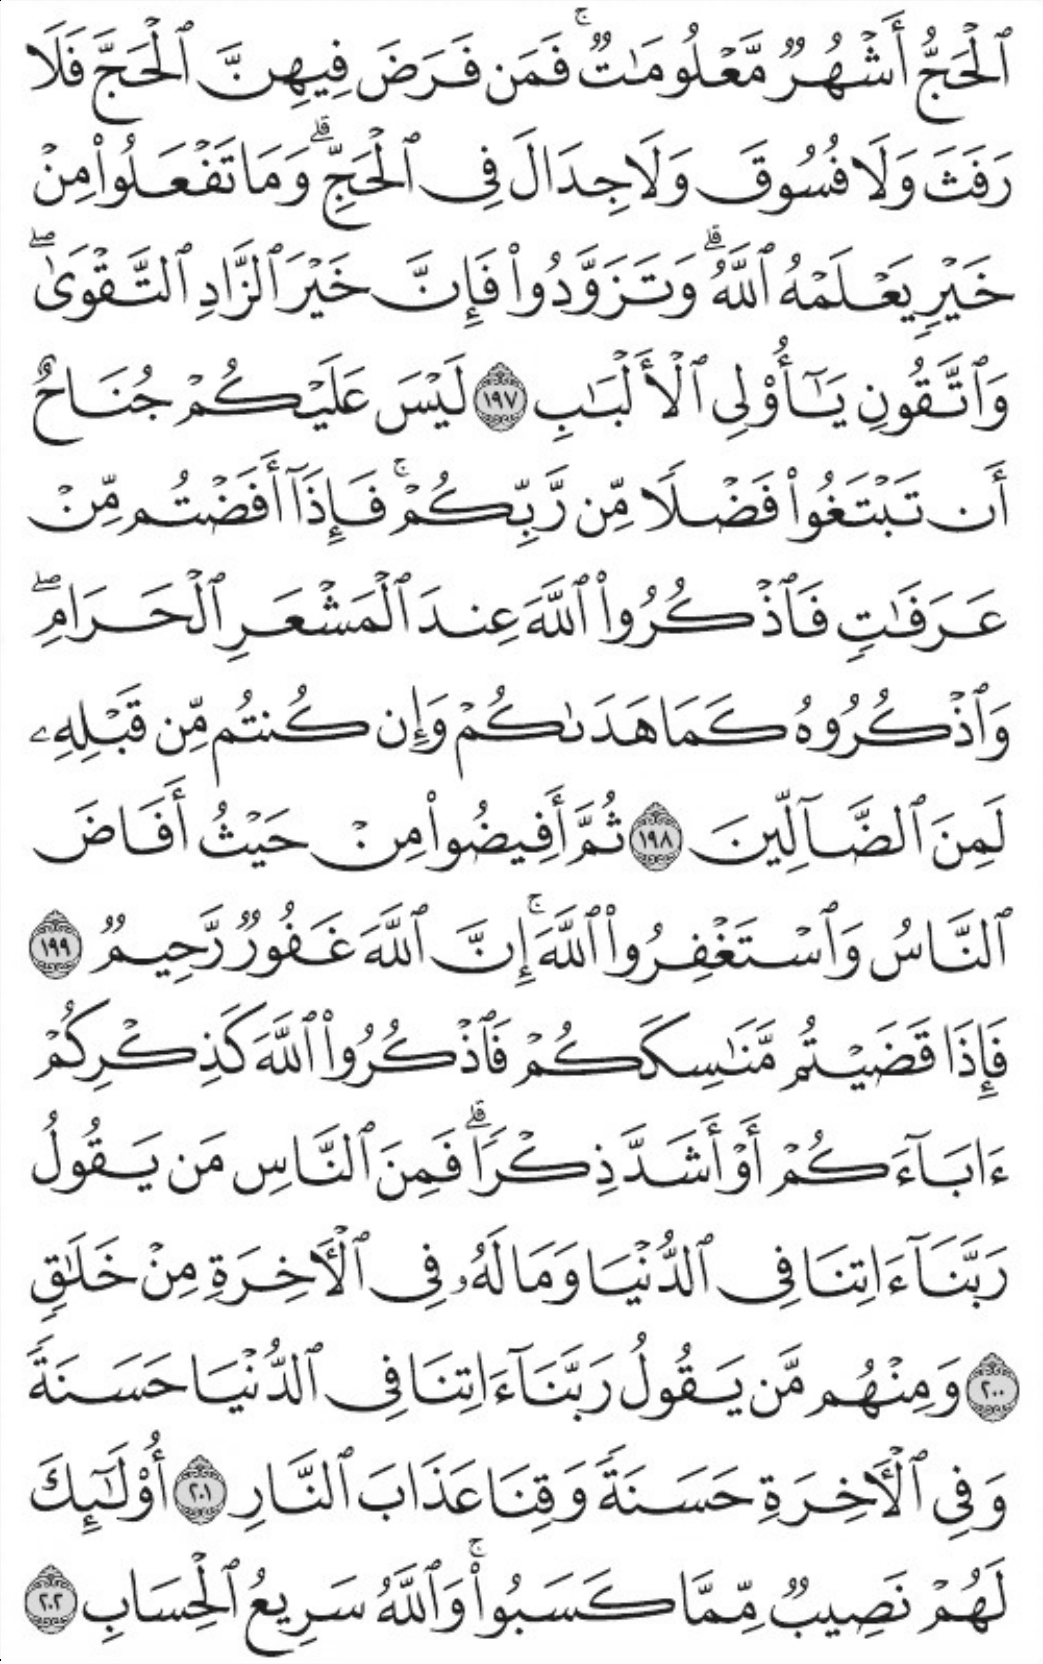 ٱلْحَجُّ أَشْهُرٌ مَّعْلُومَـٰتٌ ۚ فَمَن فَرَضَ فِيهِنَّ ٱلْحَجَّ فَلَا
رَفَثَ وَلَا فُسُوقَ وَلَا جِدَالَ فِى ٱلْحَجِّ ۗ وَمَا تَفْعَلُوا۟ مِنْ
خَيْرٍ يَعْلَمْهُ ٱللَّهُ ۗ وَتَزَوَّدُوا۟ فَإِنَّ خَيْرَ ٱلزَّادِ ٱلتَّقْوَىٰ ۖ
وَٱتَّقُونِ يَـٰٓأُو۟لِى ٱلْأَلْبَـٰبِ ١٩٧ لَيْسَ عَلَيْكُمْ جُنَاحٌ
أَن تَبْتَغُوا۟ فَضْلًا مِّن رَّبِّكُمْ ۚ فَإِذَآ أَفَضْتُم مِّنْ
عَرَفَـٰتٍ فَٱذْكُرُوا۟ ٱللَّهَ عِندَ ٱلْمَشْعَرِ ٱلْحَرَامِ ۖ
وَٱذْكُرُوهُ كَمَا هَدَىٰكُمْ وَإِن كُنتُم مِّن قَبْلِهِۦ
لَمِنَ ٱلضَّآلِّينَ ١٩٨ ثُمَّ أَفِيضُوا۟ مِنْ حَيْثُ أَفَاضَ
ٱلنَّاسُ وَٱسْتَغْفِرُوا۟ ٱللَّهَ ۚ إِنَّ ٱللَّهَ غَفُورٌ رَّحِيمٌ ١٩٩
فَإِذَا قَضَيْتُم مَّنَـٰسِكَكُمْ فَٱذْكُرُوا۟ ٱللَّهَ كَذِكْرِكُمْ
ءَابَآءَكُمْ أَوْ أَشَدَّ ذِكْرًا ۗ فَمِنَ ٱلنَّاسِ مَن يَقُولُ
رَبَّنَآ ءَاتِنَا فِى ٱلدُّنْيَا وَمَا لَهُۥ فِى ٱلْـَٔاخِرَةِ مِنْ خَلَـٰقٍ
٢٠٠ وَمِنْهُم مَّن يَقُولُ رَبَّنَآ ءَاتِنَا فِى ٱلدُّنْيَا حَسَنَةً
وَفِى ٱلْـَٔاخِرَةِ حَسَنَةً وَقِنَا عَذَابَ ٱلنَّارِ ٢٠١ أُو۟لَـٰٓئِكَ
لَهُمْ نَصِيبٌ مِّمَّا كَسَبُوا۟ ۚ وَٱللَّهُ سَرِيعُ ٱلْحِسَابِ ٢٠٢